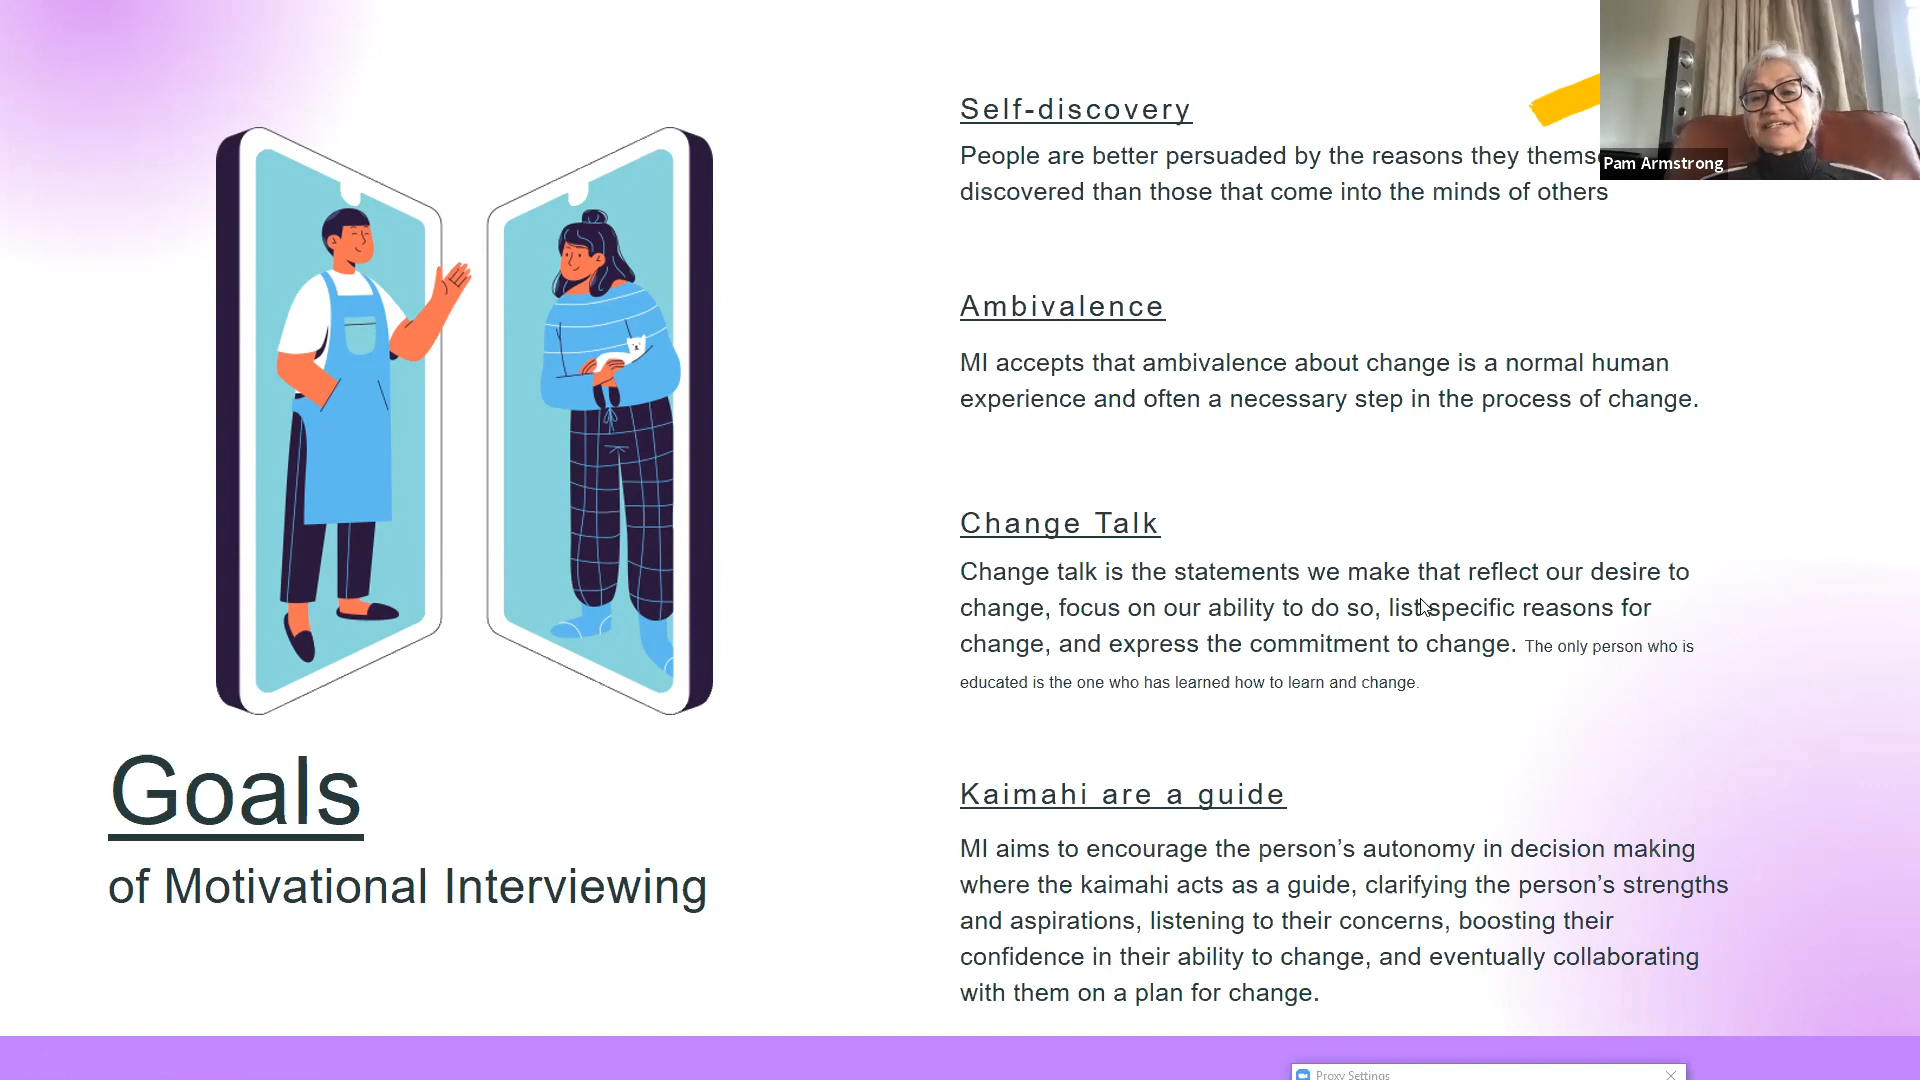 Self-discovery
People are better persuaded by the reasons they
discovered than those that come into the minds of others
Pam Armstrong
Ambivalence
MI accepts that ambivalence about change is a normal human
experience and often a necessary step in the process of change.
Change Talk
Change talk is the statements we make that reflect our desire to
change, focus on our ability to do so, list specific reasons for
change, and express the commitment to change. The only person who is
educated is the one who has learned how to learn and change.
Kaimahi are a guide
MI aims to encourage the person’s autonomy in decision making
where the kaimahi acts as a guide, clarifying the person’s strengths
and aspirations, listening to their concerns, boosting their
confidence in their ability to change, and eventually collaborating
with them on a plan for change.
Goals
of Motivational Interviewing
Proxy Settings